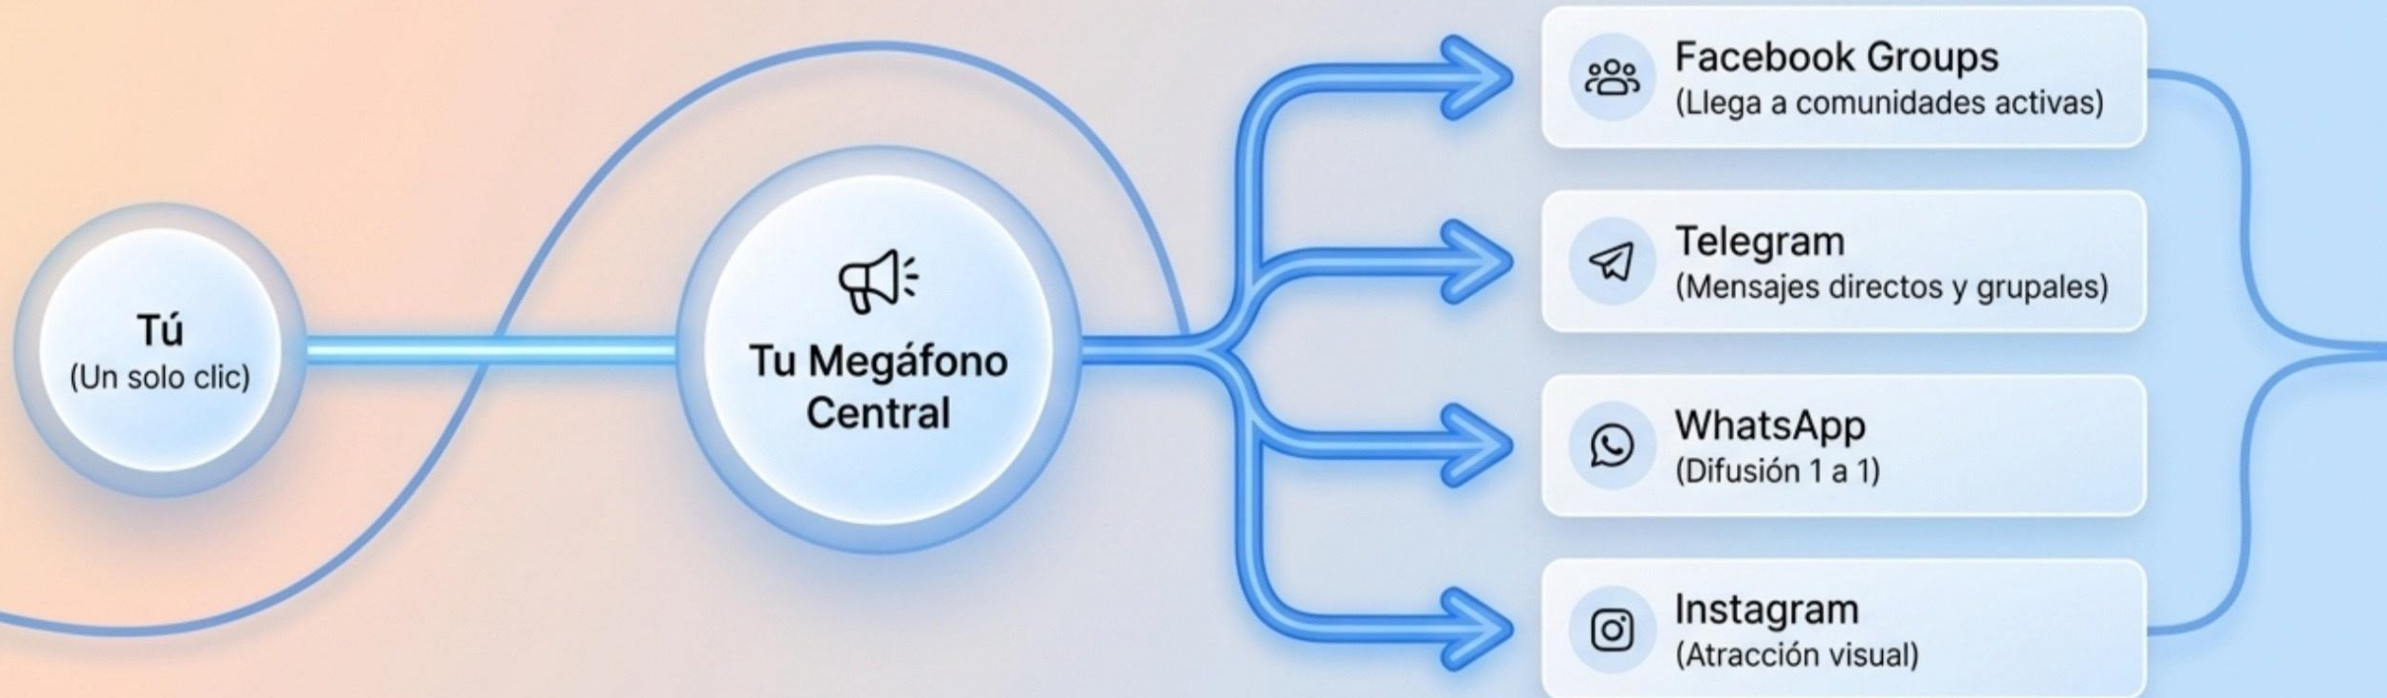 Tú
(Un solo clic)
Tu Megáfono
Central
Facebook Groups
(Llega a comunidades activas)
Telegram
(Mensajes directos y grupales)
WhatsApp
(Difusión 1 a 1)
Instagram
(Atracción visual)